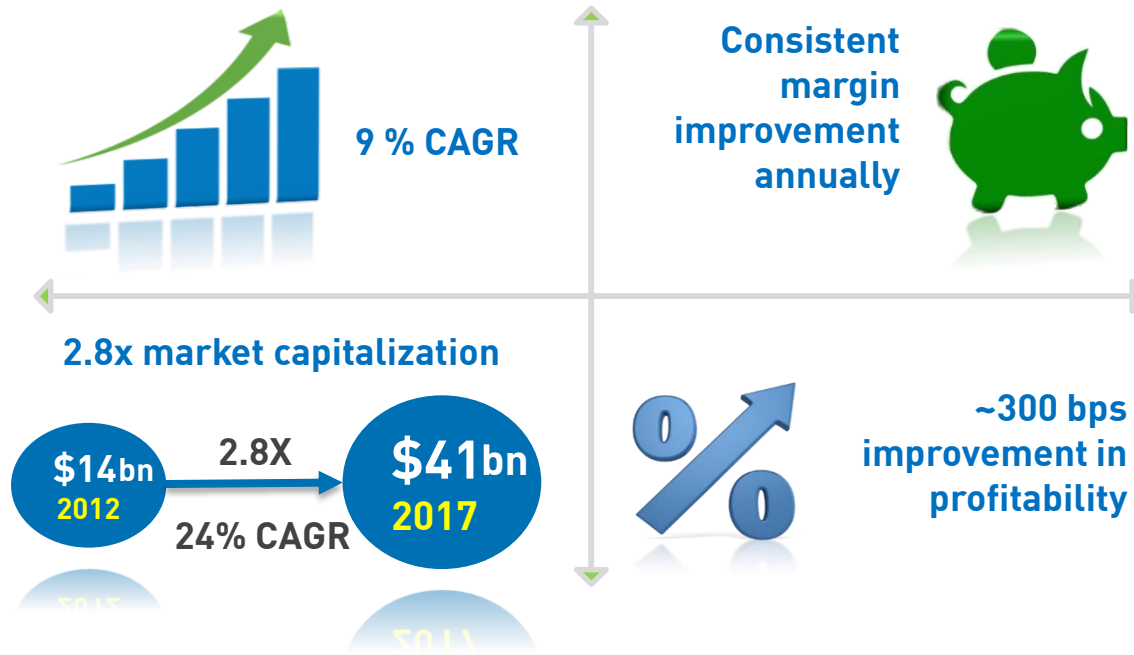 9 % CAGR
Consistent
margin
improvement
annually
2.8x market capitalization
$14bn
2012
2.8X
24% CAGR
$41bn
2017
~300 bps
improvement in
profitability